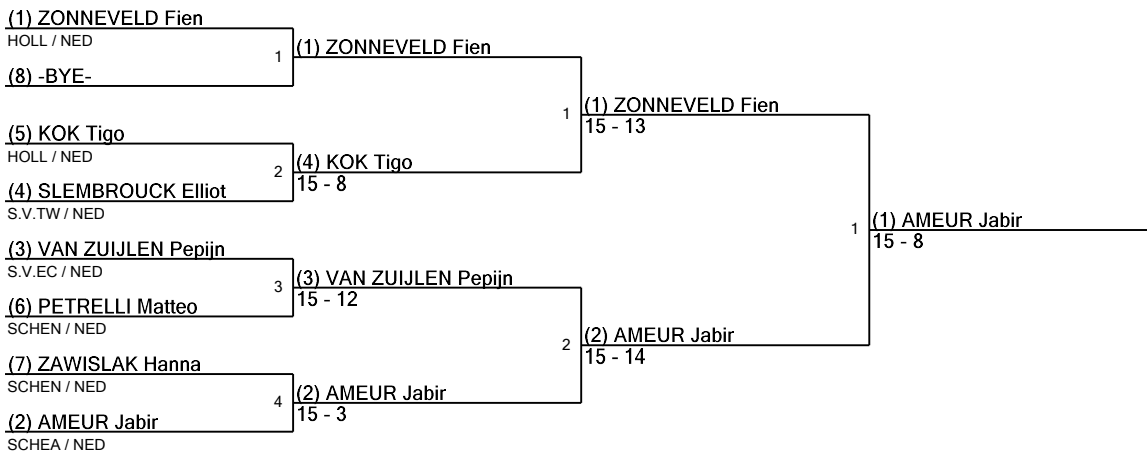 (1) ZONNEVELD Fien
HOLL / NED
(8) -BYE-
(5) KOK Tigo
HOLL / NED
(4) SLEMBROUCK Elliot
S.V.TW / NED
(3) VAN ZUIJLEN Pepijn
S.V.EC / NED
(6) PETRELLI Matteo
SCHEN / NED
(7) ZAWISLAK Hanna
SCHEN / NED
(2) AMEUR Jabir
SCHEA / NED
1
(1) ZONNEVELD Fien
2
(4) KOK Tigo
15 - 8
3
(3) VAN ZUIJLEN Pepijn
15 - 12
4
(2) AMEUR Jabir
15 - 3
1
(1) ZONNEVELD Fien
15 - 13
2
(2) AMEUR Jabir
15 - 14
1
(1) AMEUR Jabir
15 - 8